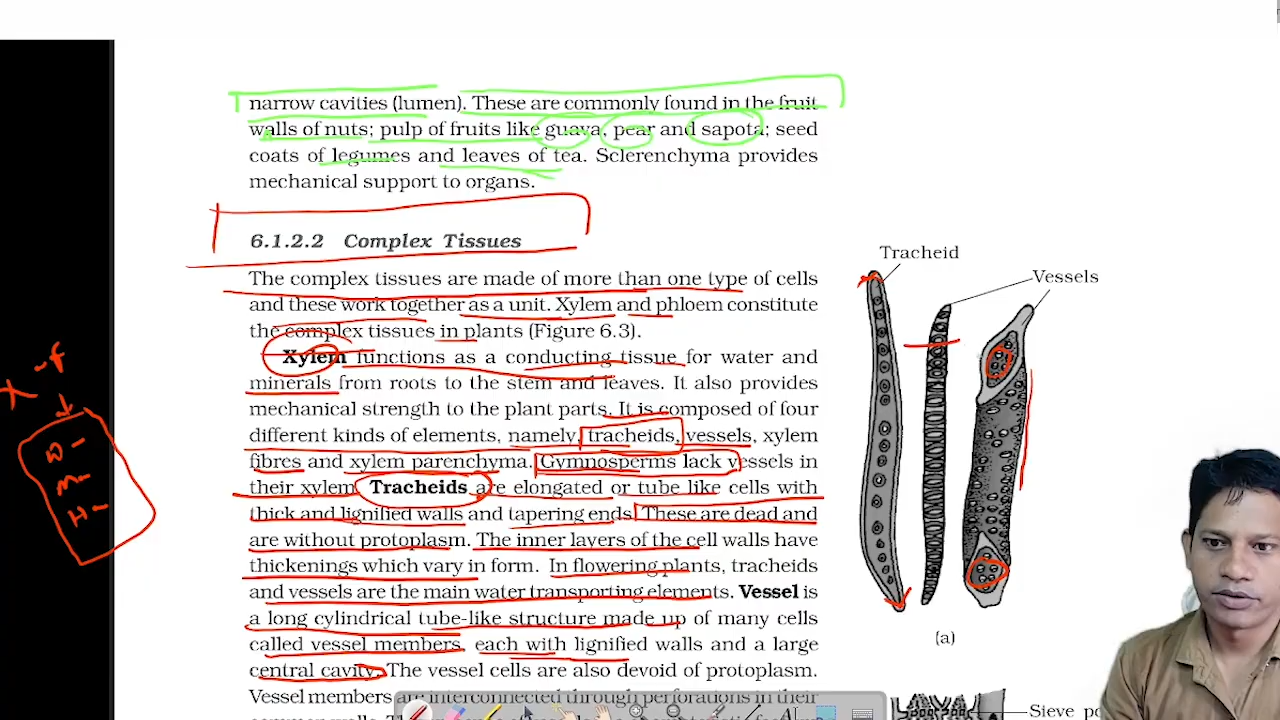 narrow cavities (lumen). These are commonly found in the fruit
walls of nuts; pulp of fruits like guava, pear and sapota; seed
coats of legumes and leaves of tea. Sclerenchyma provides
mechanical support to organs.
6.1.2.2 Complex Tissues
The complex tissues are made of more than one type of cells
and these work together as a unit. Xylem and phloem constitute
the complex tissues in plants (Figure 6.3).
Xylem functions as a conducting tissue for water and
minerals from roots to the stem and leaves. It also provides
mechanical strength to the plant parts. It is composed of four
different kinds of elements, namely, tracheids, vessels, xylem
fibres and xylem parenchyma. Gymnosperms lack vessels in
their xylem. Tracheids are elongated or tube like cells with
thick and lignified walls and tapering ends. These are dead and
are without protoplasm. The inner layers of the cell walls have
thickenings which vary in form. In flowering plants, tracheids
and vessels are the main water transporting elements. Vessel is
a long cylindrical tube-like structure made up of many cells
called vessel members, each with lignified walls and a large
central cavity. The vessel cells are also devoid of protoplasm.
Vessel members are interconnected through perforations in their
Tracheid
Vessels
(a)
Sieve po
X - f
W -
M -
H -